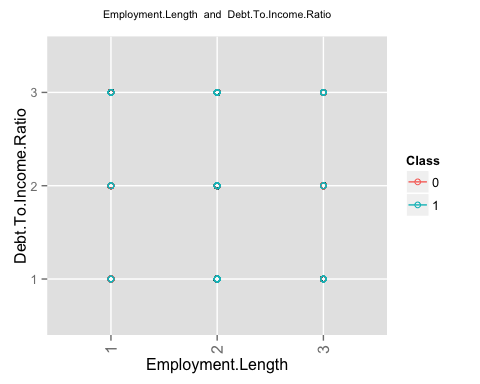 Employment.Length and Debt.To.Income.Ratio
Debt.To.Income.Ratio
3
2
1
1
2
3
Employment.Length
Class
0
1